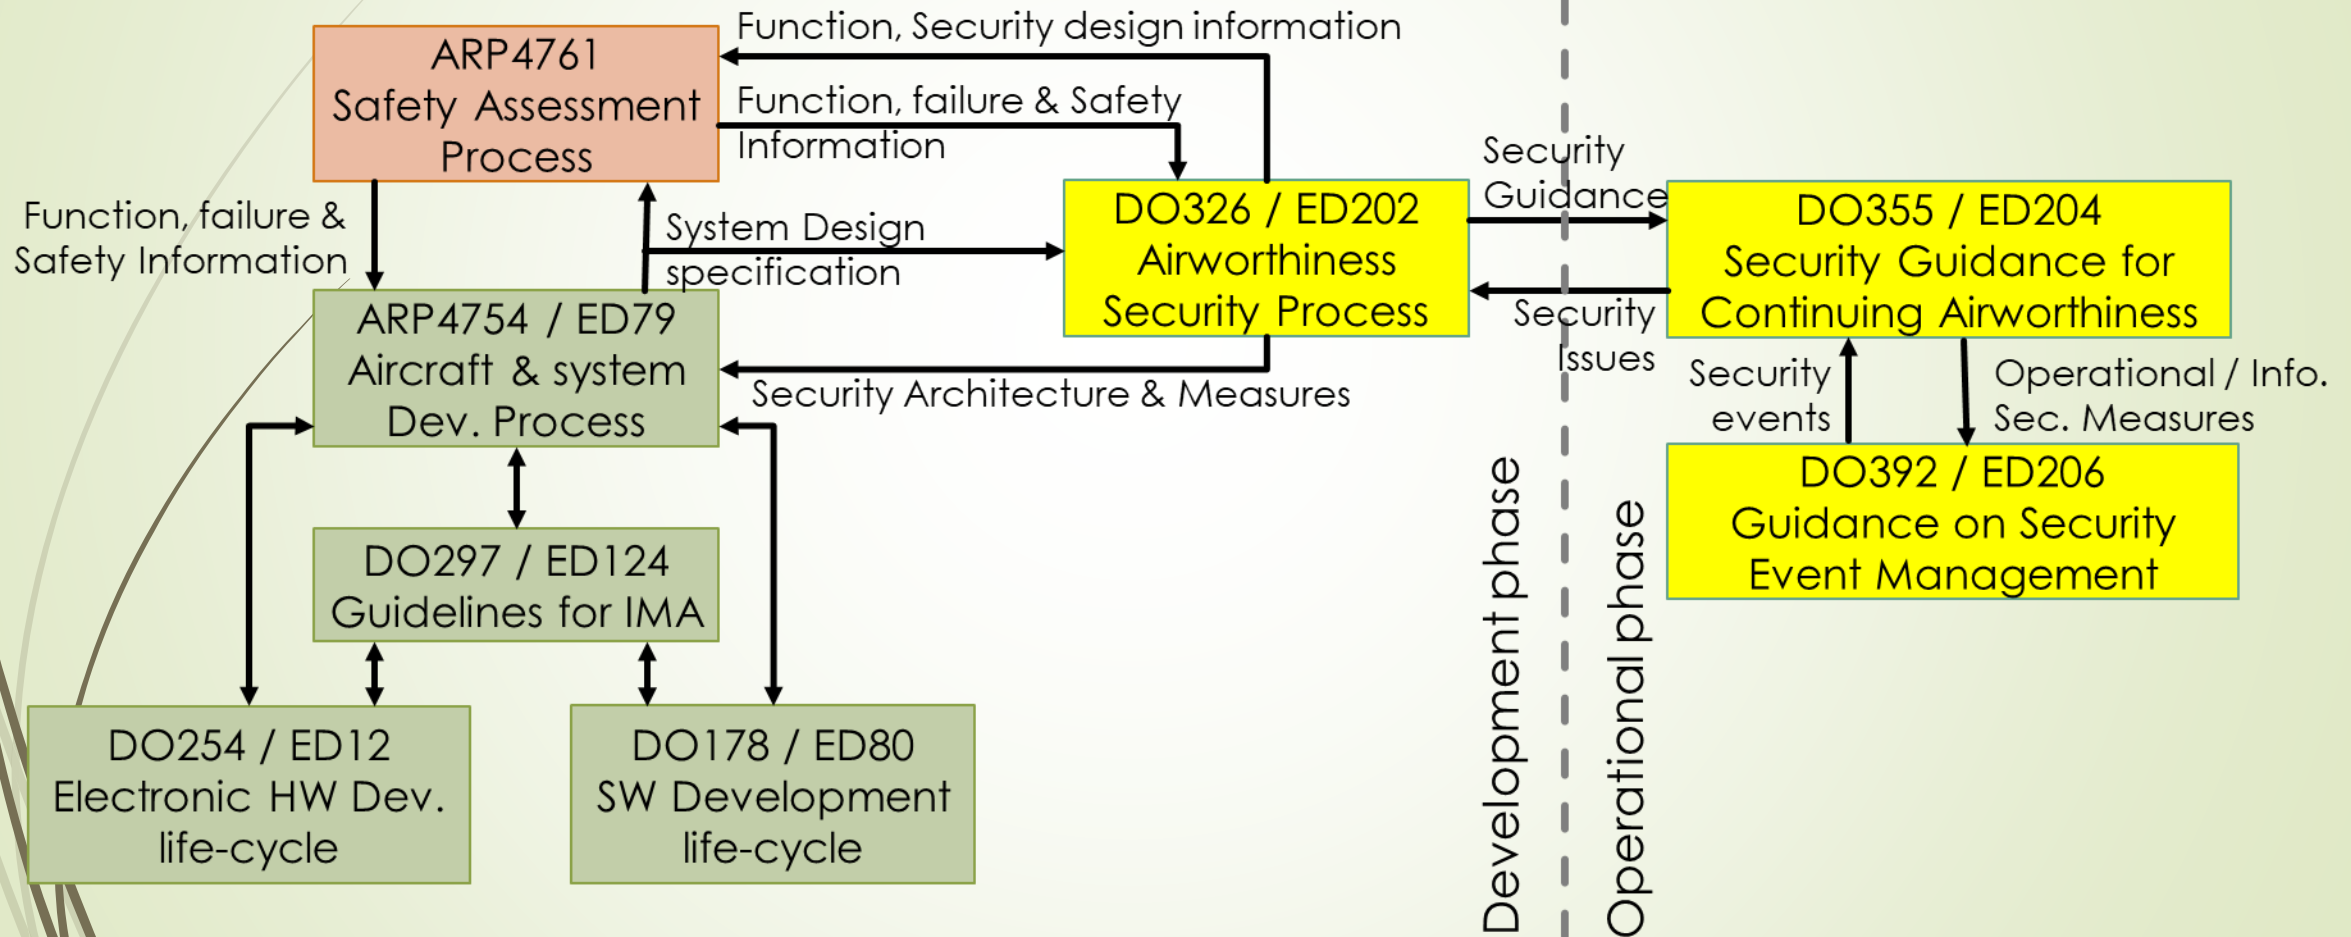 Function, Security design information
ARP4761
Safety Assessment
Process
Function, failure & Safety
Information
Security
Guidance
Function, failure &
Safety Information
System Design
specification
DO326 / ED202
Airworthiness
Security Process
DO355 / ED204
Security Guidance for
Continuing Airworthiness
ARP4754 / ED79
Aircraft & system
Dev. Process
Security
Issues
Security Architecture & Measures
Security
events
Operational / Info.
Sec. Measures
DO392 / ED206
Guidance on Security
Event Management
DO297 / ED124
Guidelines for IMA
DO254 / ED12
Electronic HW Dev.
life-cycle
DO178 / ED80
SW Development
life-cycle
Development phase
Operational phase